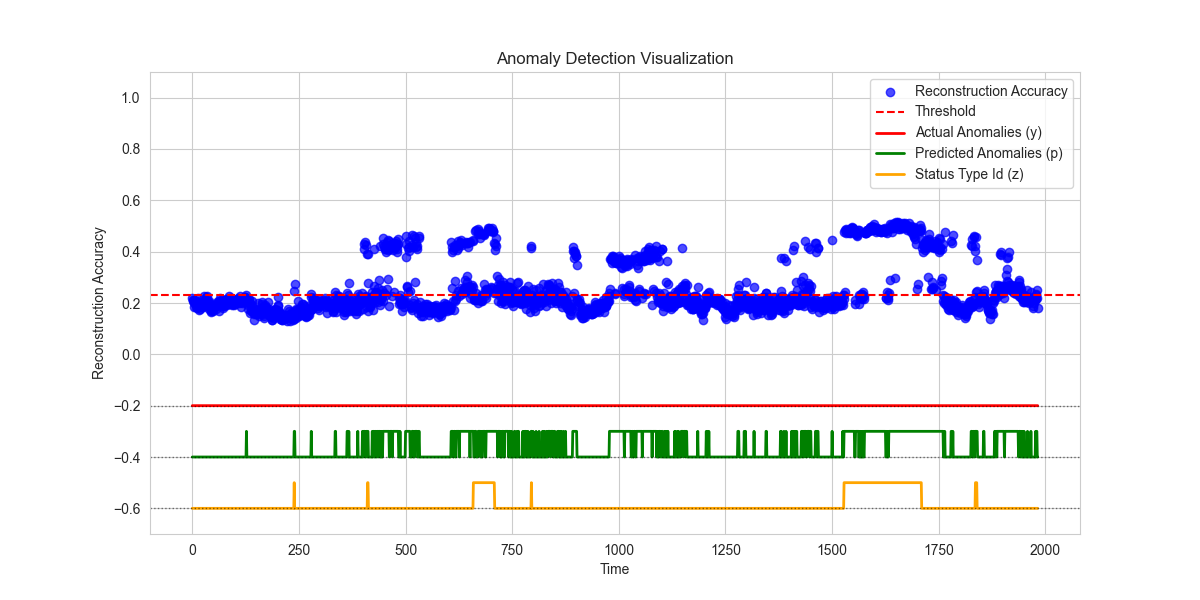 Anomaly Detection Visualization
Reconstruction Accuracy
Threshold
Actual Anomalies (y)
Predicted Anomalies (p)
Status Type Id (z)
1.0
0.8
0.6
0.4
0.2
0.0
−0.2
−0.4
−0.6
Reconstruction Accuracy
0 250 500 750 1000 1250 1500 1750 2000
Time